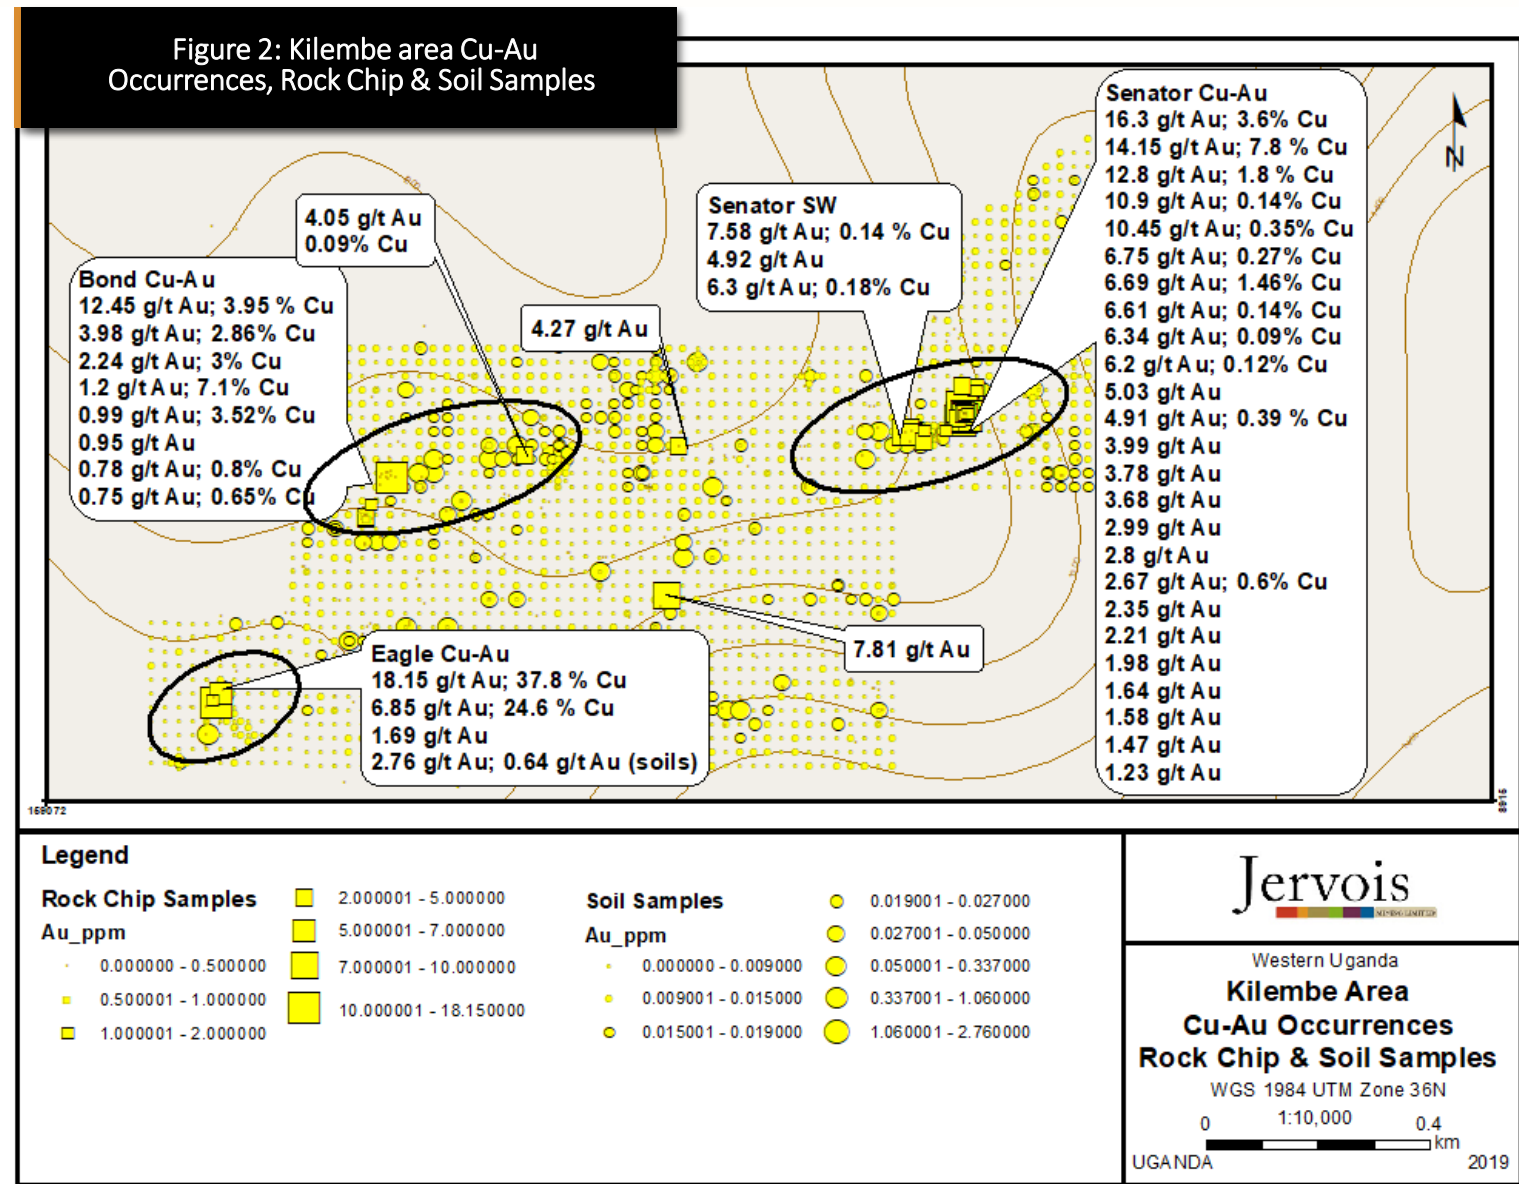 Figure 2: Kilembe area Cu-Au
Occurrences, Rock Chip & Soil Samples
Senator Cu-Au
16.3 g/t Au; 3.6% Cu
14.15 g/t Au; 7.8 % Cu
12.8 g/t Au; 1.8 % Cu
10.9 g/t Au; 0.14% Cu
10.45 g/t Au; 0.35% Cu
6.75 g/t Au; 0.27% Cu
6.69 g/t Au; 1.46% Cu
6.61 g/t Au; 0.14% Cu
6.34 g/t Au; 0.09% Cu
6.2 g/t Au; 0.12% Cu
5.03 g/t Au
4.91 g/t Au; 0.39 % Cu
3.99 g/t Au
3.78 g/t Au
3.68 g/t Au
2.99 g/t Au
2.8 g/t Au
2.67 g/t Au; 0.6% Cu
2.35 g/t Au
2.21 g/t Au
1.98 g/t Au
1.64 g/t Au
1.58 g/t Au
1.47 g/t Au
1.23 g/t Au
N
4.05 g/t Au
0.09% Cu
Senator SW
7.58 g/t Au; 0.14 % Cu
4.92 g/t Au
6.3 g/t Au; 0.18% Cu
Bond Cu-Au
12.45 g/t Au; 3.95 % Cu
3.98 g/t Au; 2.86% Cu
2.24 g/t Au; 3% Cu
1.2 g/t Au; 7.1% Cu
0.99 g/t Au; 3.52% Cu
0.95 g/t Au
0.78 g/t Au; 0.8% Cu
0.75 g/t Au; 0.65% Cu
4.27 g/t Au
7.81 g/t Au
Eagle Cu-Au
18.15 g/t Au; 37.8 % Cu
6.85 g/t Au; 24.6 % Cu
1.69 g/t Au
2.76 g/t Au; 0.64 g/t Au (soils)
159072
8915
Legend
Rock Chip Samples
Au_ppm
0.000000 - 0.500000
0.500001 - 1.000000
1.000001 - 2.000000
2.000001 - 5.000000
5.000001 - 7.000000
7.000001 - 10.000000
10.000001 - 18.150000
Soil Samples
Au_ppm
0.000000 - 0.009000
0.009001 - 0.015000
0.015001 - 0.019000
0.019001 - 0.027000
0.027001 - 0.050000
0.050001 - 0.337000
0.337001 - 1.060000
1.060001 - 2.760000
Jervois
MINING LIMITED
Western Uganda
Kilembe Area
Cu-Au Occurrences
Rock Chip & Soil Samples
WGS 1984 UTM Zone 36N
1:10,000
0 0.4
km
UGANDA 2019